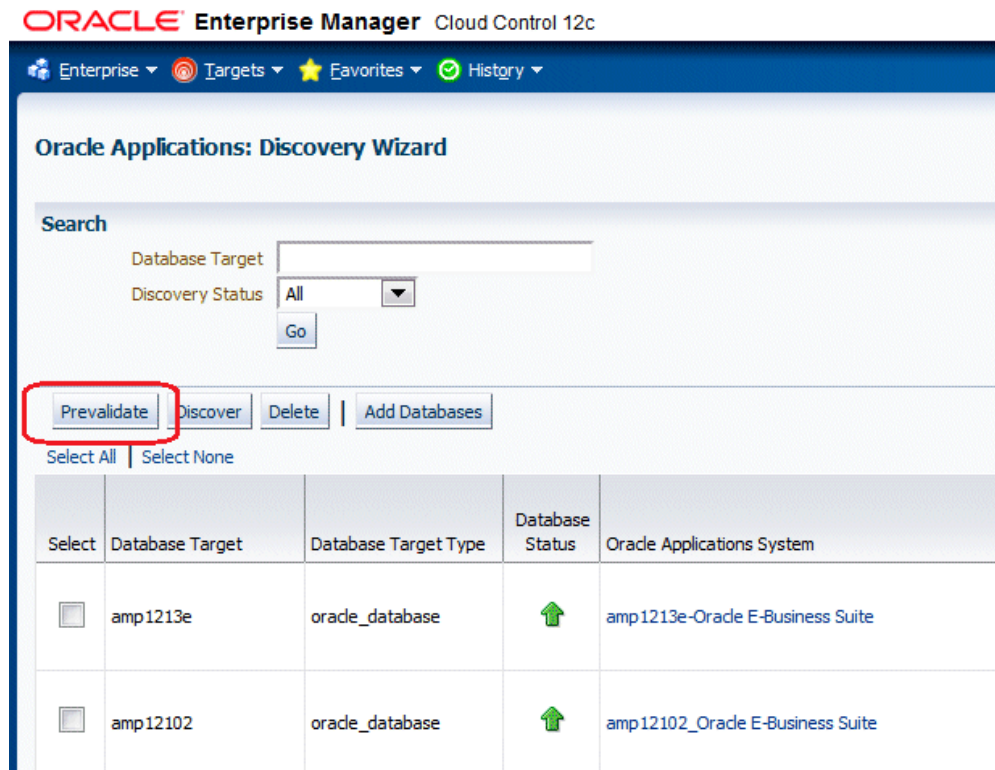 ORACLE Enterprise Manager Cloud Control 12c
Enterprise Targets Favorites History
Oracle Applications: Discovery Wizard
Search
Database Target
Discovery Status All
Go
Prevalidate Discover Delete | Add Databases
Select All | Select None
Select Database Target Database Target Type Database Status Oracle Applications System
amp1213e oracle_database amp1213e-Oracle E-Business Suite
amp12102 oracle_database amp12102_Oracle E-Business Suite